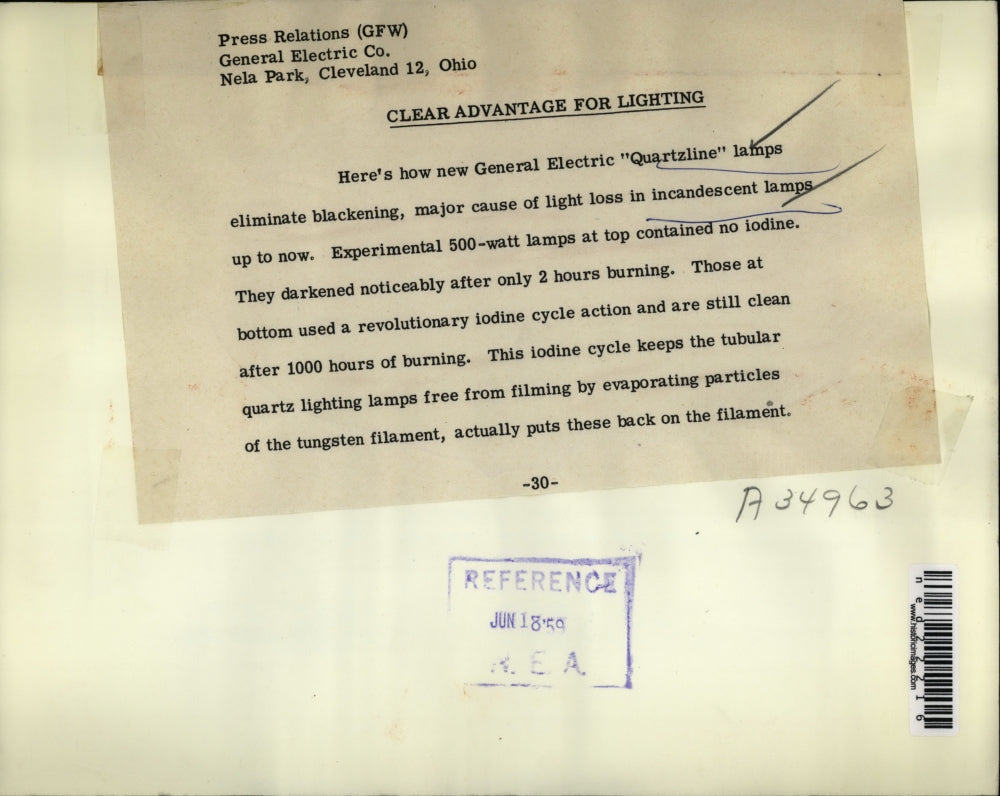 Press Relations (GFW)
General Electric Co.
Nela Park, Cleveland 12, Ohio
CLEAR ADVANTAGE FOR LIGHTING
Here's how new General Electric "Quartzline" lamps
eliminate blackening, major cause of light loss in incandescent lamps
up to now. Experimental 500-watt lamps at top contained no iodine.
They darkened noticeably after only 2 hours burning. Those at
bottom used a revolutionary iodine cycle action and are still clean
after 1000 hours of burning. This iodine cycle keeps the tubular
quartz lighting lamps free from filming by evaporating particles
of the tungsten filament, actually puts these back on the filament.
-30-
A34963
REFERENCE
JUN 18 '59
N. E. A.
ned22216
www.historicimages.com